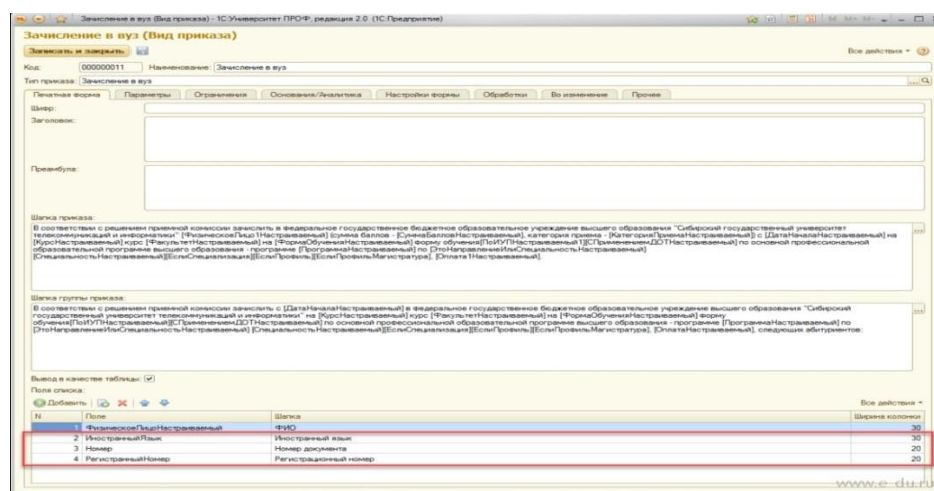 Зачисление в вуз (Вид приказа) - 1С:Университет ПРОФ, редакция 2.0 (1С:Предприятие)
M M+ M-
Зачисление в вуз (Вид приказа)
Записать и закрыть
Все действия
Код: 000000011 Наименование: Зачисление в вуз
Тип приказа: Зачисление в вуз ...
Печатная форма Параметры Ограничения Основания/Аналитика Настройки формы Обработки Во изменение Прочее
Шифр:
Заголовок:
Преамбула:
Шапка приказа:
В соответствии с решением приемной комиссии зачислить в Федеральное государственное бюджетное образовательное учреждение высшего образования "Сибирский государственный университет
телекоммуникаций и информатики" [ФизическоеЛицо1Настраиваемый] (сумма баллов - [СуммаБалловНастраиваемый], категория приема - [КатегорияПриемаНастраиваемый]) с [ДатаНачалаНастраиваемый] на
[КурсНастраиваемый] курс [ФакультетНастраиваемый] на [ФормаОбученияНастраиваемый] форму обучения[ПоИУПНастраиваемый1][СПрименениемДОТНастраиваемый] по основной профессиональной
образовательной программе высшего образования - программе [ПрограммаНастраиваемый] по [ЭтоНаправлениеИлиСпециальностьНастраиваемый]
[СпециальностьНастраиваемый][ЕслиСпециализация][ЕслиПрофиль][ЕслиПрофильМагистратура], [Оплата1Настраиваемый].
Шапка группы приказа:
В соответствии с решением приемной комиссии зачислить с [ДатаНачалаНастраиваемый] в федеральное государственное бюджетное образовательное учреждение высшего образования "Сибирский
государственный университет телекоммуникаций и информатики" на [КурсНастраиваемый] курс [ФакультетНастраиваемый] на [ФормаОбученияНастраиваемый] форму
обучения[ПоИУПНастраиваемый][СПрименениемДОТНастраиваемый] по основной профессиональной образовательной программе высшего образования - программе [ПрограммаНастраиваемый] по
[ЭтоНаправлениеИлиСпециальностьНастраиваемый] [СпециальностьНастраиваемый][ЕслиСпециализация][ЕслиПрофиль][ЕслиПрофильМагистратура], [ОплатаНастраиваемый], следующих абитуриентов:
Вывод в качестве таблицы:
Поля списка:
Добавить Все действия
N Поле Шапка Ширина колонки
1 ФизическоеЛицоНастраиваемый ФИО 30
2 ИностранныйЯзык Иностранный язык 30
3 Номер Номер документа 20
4 РегистранныйНомер Регистрационный номер 20
www.e-du.ru